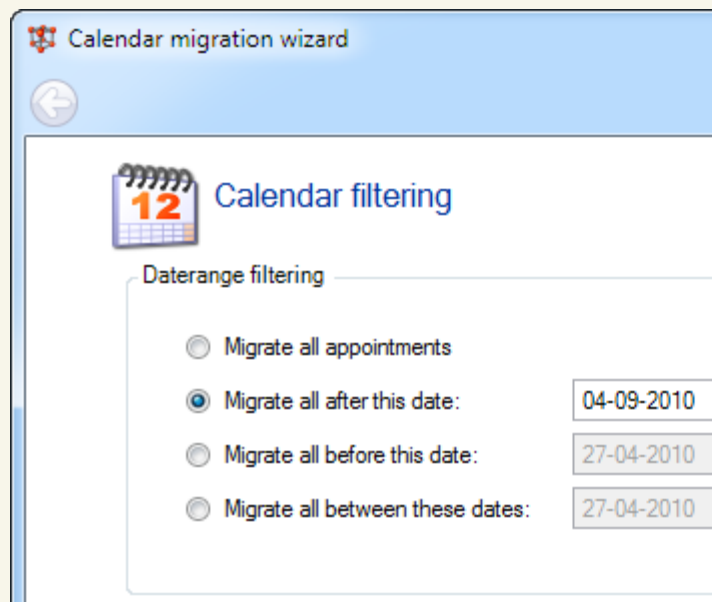 Calendar migration wizard
12
Calendar filtering
Daterange filtering
Migrate all appointments
Migrate all after this date: 04-09-2010
Migrate all before this date: 27-04-2010
Migrate all between these dates: 27-04-2010